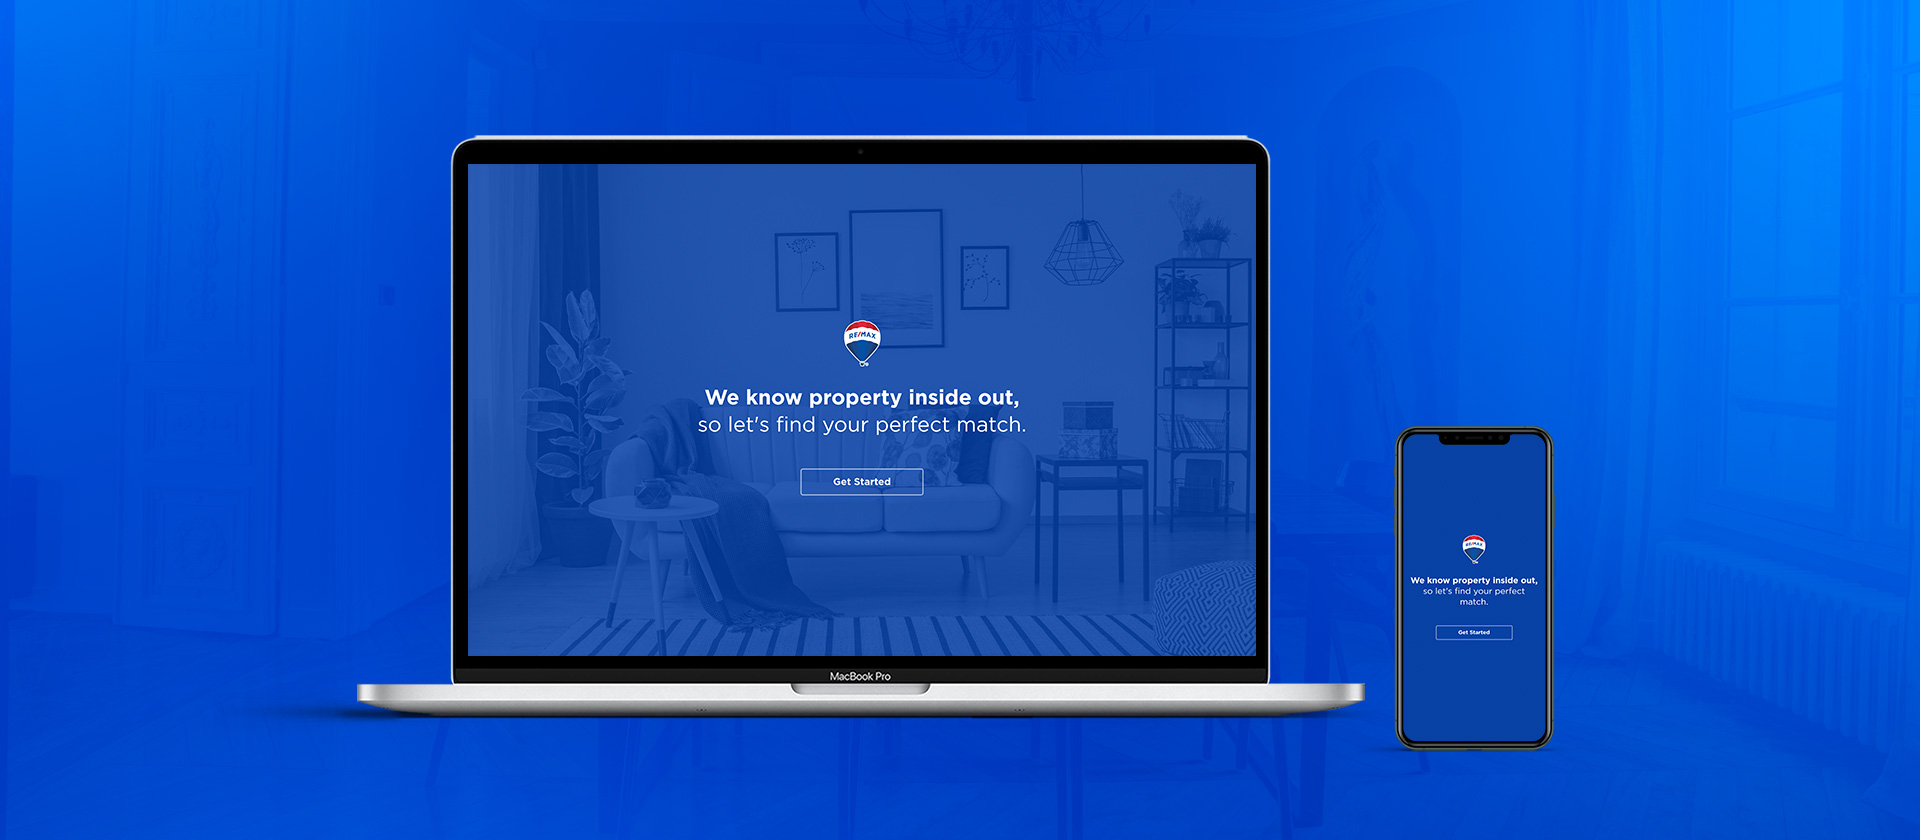 RE/MAX
We know property inside out,
so let's find your perfect match.
Get Started
MacBook Pro
RE/MAX
We know property inside out,
so let's find your perfect
match.
Get Started